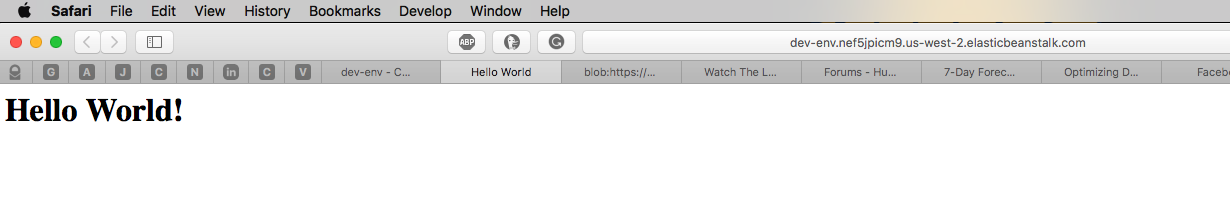 Safari File Edit View History Bookmarks Develop Window Help
ABP G dev-env.nef5jpicm9.us-west-2.elasticbeanstalk.com
G A J C N in C V dev-env - C... Hello World blob:https://... Watch The L... Forums - Hu... 7-Day Forec... Optimizing D... Faceb
Hello World!